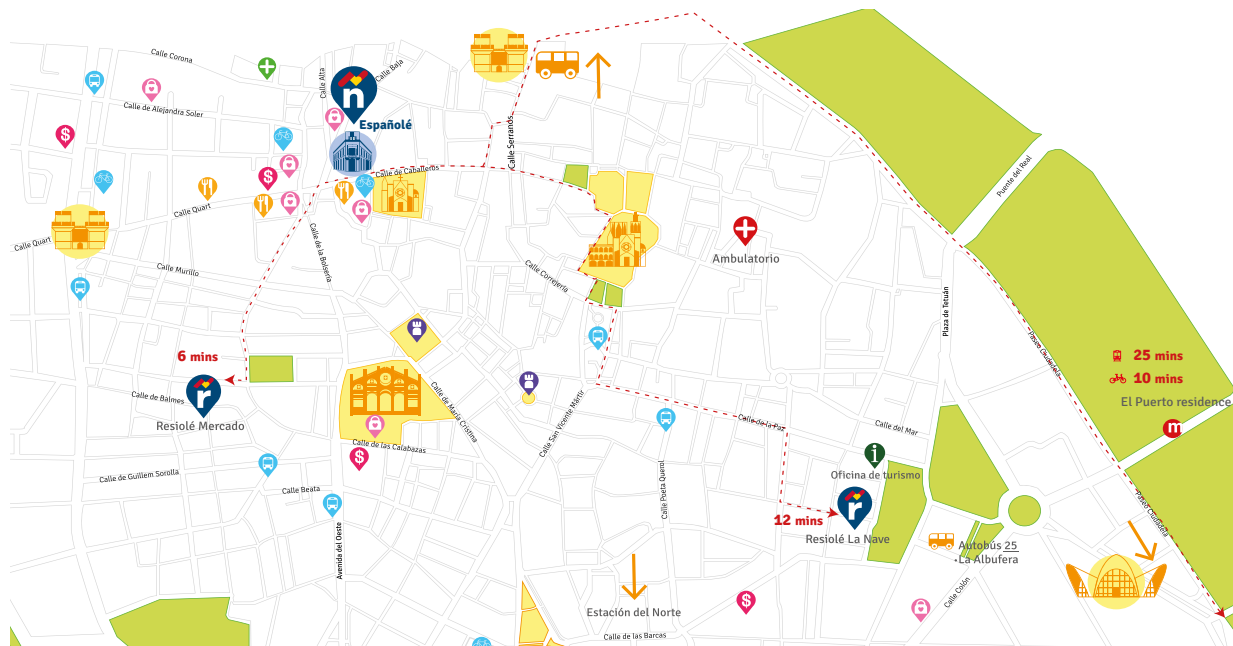 Calle Corona
Calle Alta
Calle Baja
Calle de Alejandra Soler
n
Españolé
Calle Serranos
$
$
Calle de Caballeros
Calle Quart
Calle Quart
Puente del Real
Ambulatorio
Calle de la Bolsería
Calle Murillo
Calle Correjería
Plaza de Tetuán
Paseo Ciudadela
6 mins
25 mins
10 mins
El Puerto residence
r
Resiolé Mercado
Calle de Balmes
Calle de María Cristina
Calle San Vicente Mártir
Calle de la Paz
Calle del Mar
m
Calle de las Calabazas
$
i
Oficina de turismo
Calle de Guillem Sorolla
Calle Beata
Calle Poeta Querol
r
12 mins
Resiolé La Nave
Paseo Ciudadela
Avenida del Oeste
Autobús 25
·La Albufera
Calle Colón
$
Estación del Norte
Calle de las Barcas